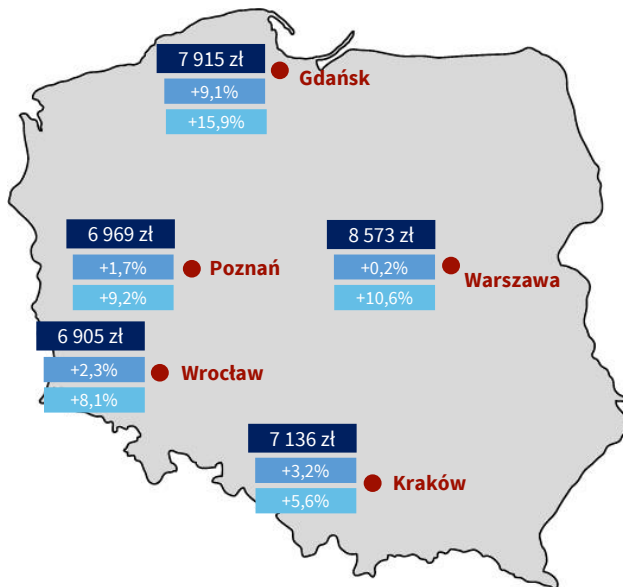 7 915 zł
Gdańsk
+9,1%
+15,9%
6 969 zł
+1,7%
Poznań
+9,2%
8 573 zł
+0,2%
Warszawa
+10,6%
6 905 zł
+2,3%
Wrocław
+8,1%
7 136 zł
+3,2%
Kraków
+5,6%